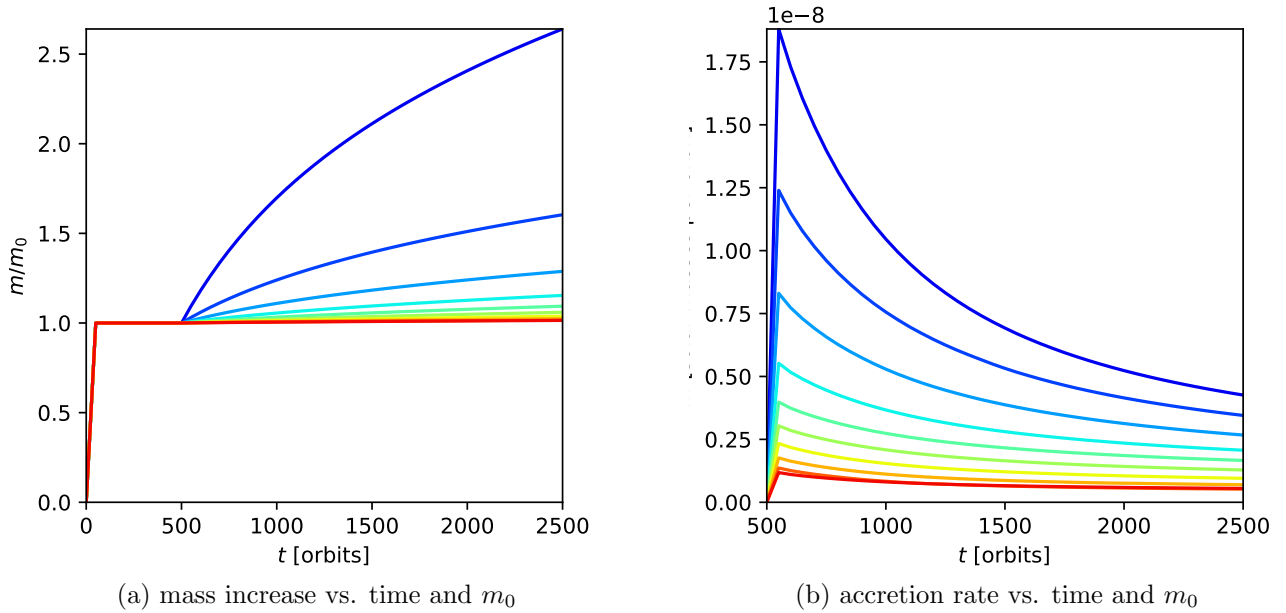 2.5
2.0
1.5
1.0
0.5
0.0
m/m₀
0 500 1000 1500 2000 2500
t [orbits]
(a) mass increase vs. time and m₀
1e−8
1.75
1.50
1.25
1.00
0.75
0.50
0.25
0.00
500 1000 1500 2000 2500
t [orbits]
(b) accretion rate vs. time and m₀